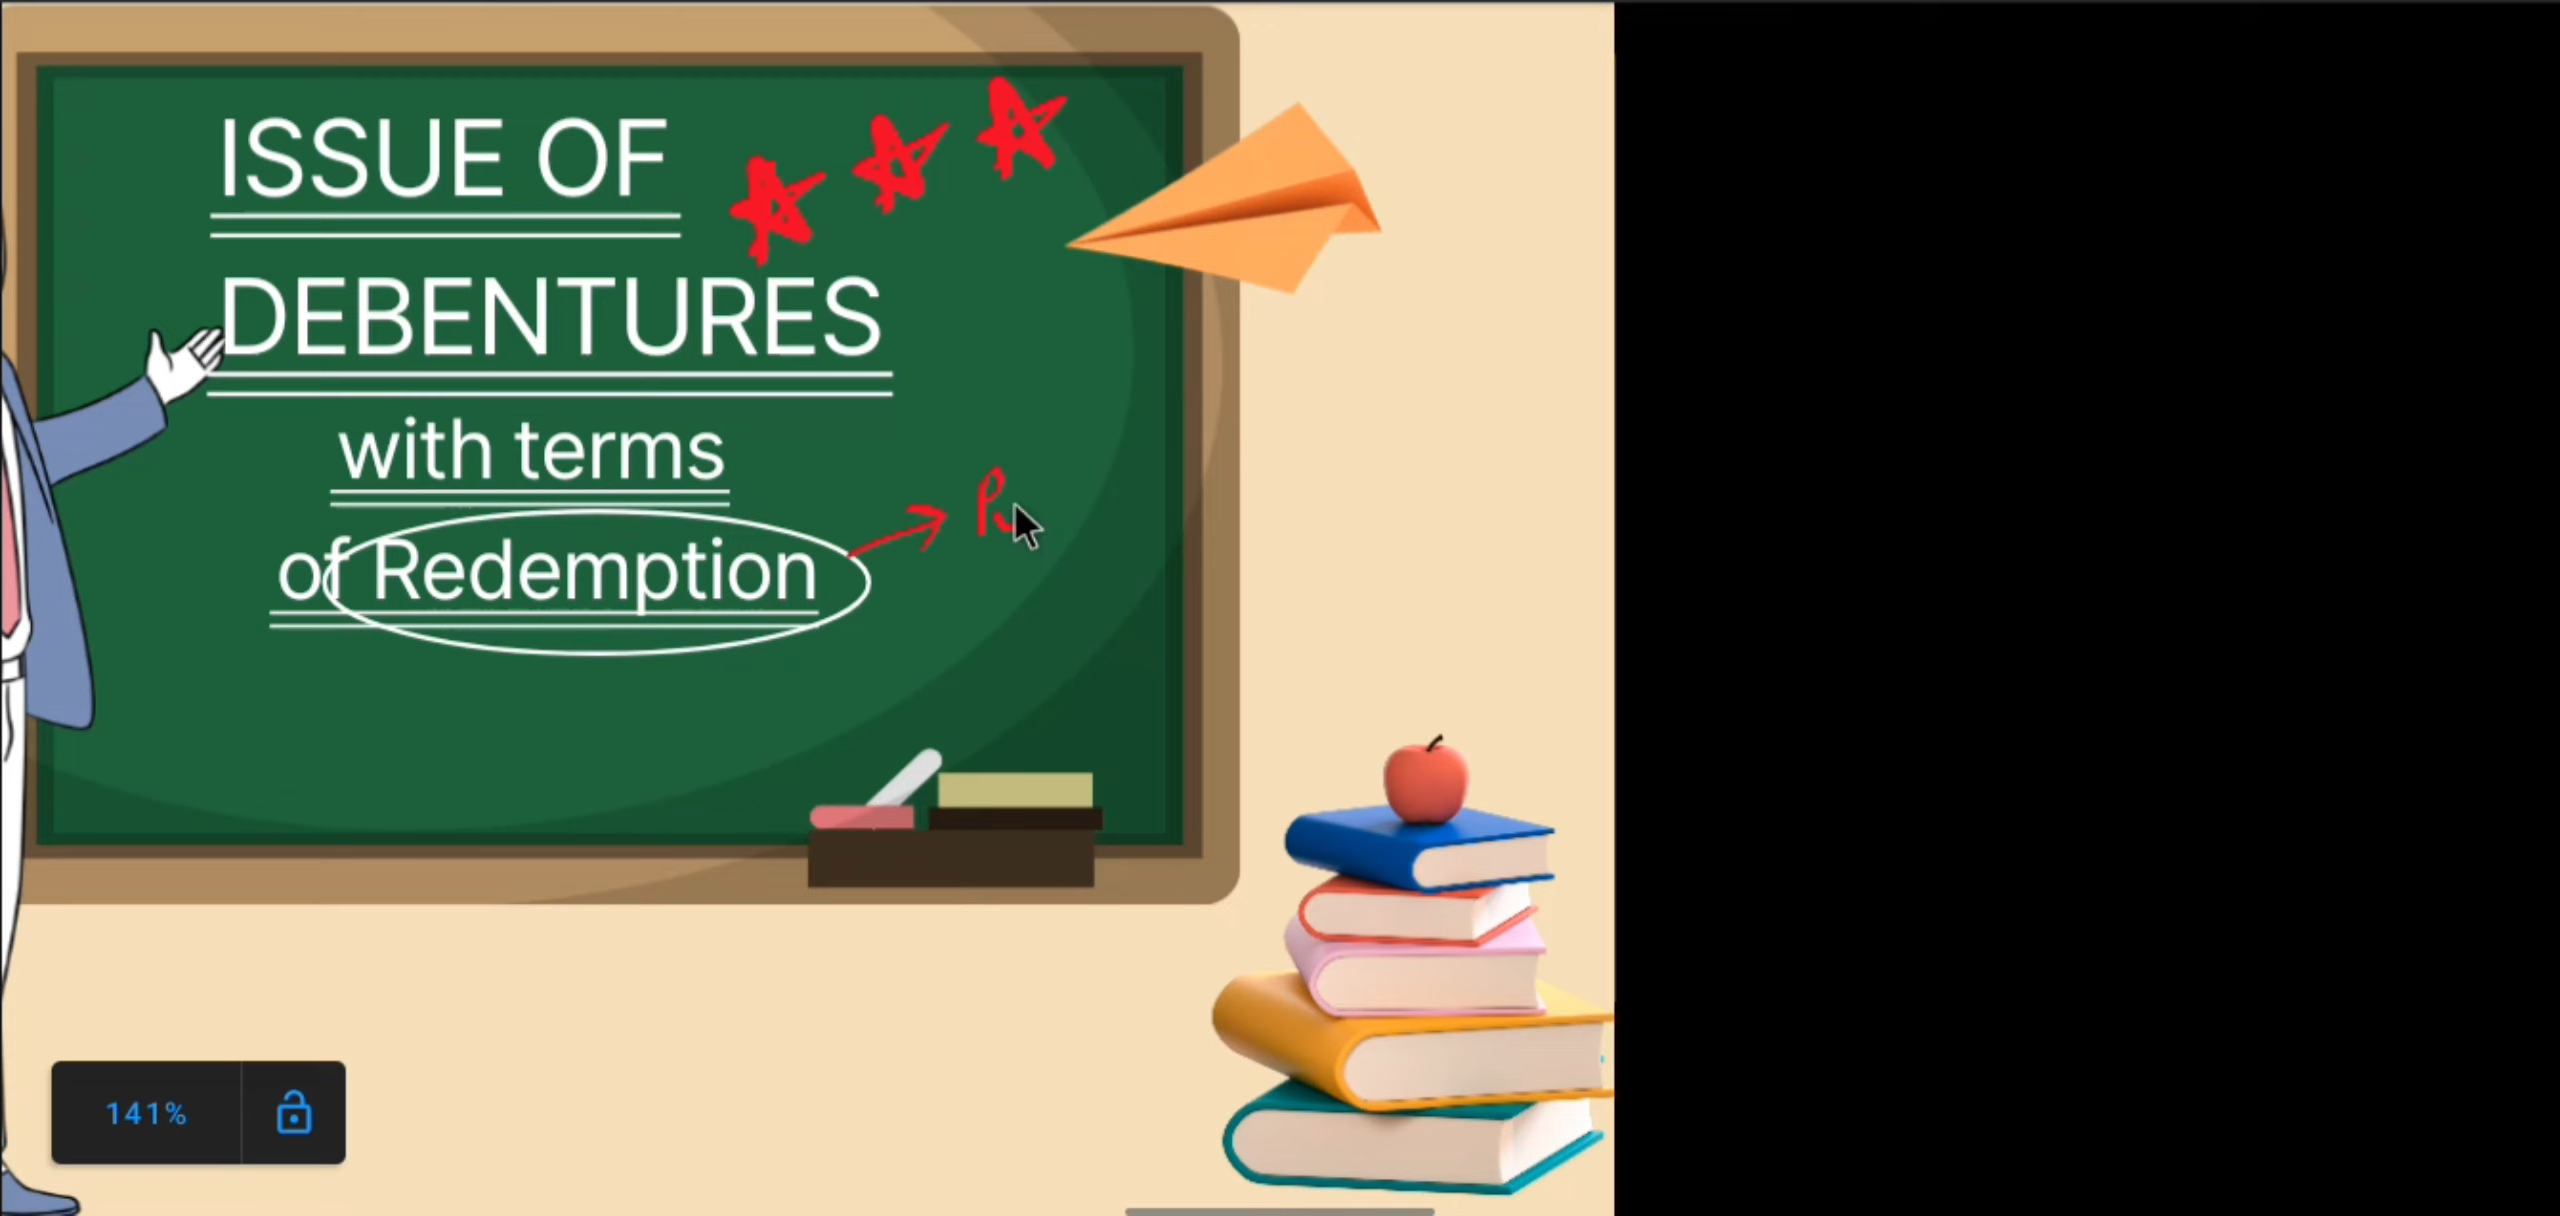 ISSUE OF
DEBENTURES
with terms
of Redemption
R
141%